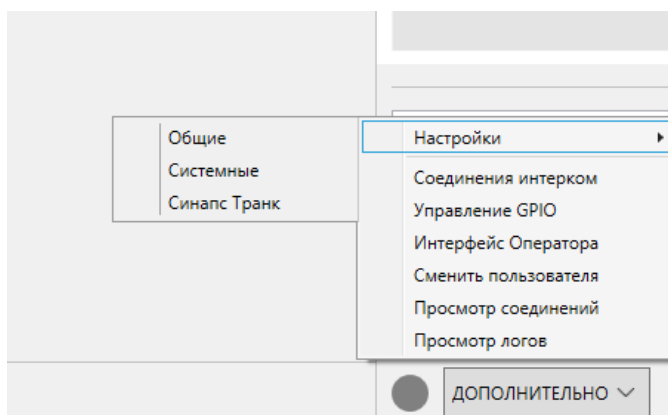 Общие
Системные
Синапс Транк
Настройки
Соединения интерком
Управление GPIO
Интерфейс Оператора
Сменить пользователя
Просмотр соединений
Просмотр логов
ДОПОЛНИТЕЛЬНО